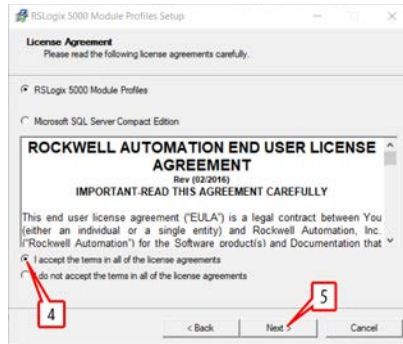 RSLogix 5000 Module Profiles Setup
License Agreement
Please read the following license agreements carefully.
RSLogix 5000 Module Profiles
Microsoft SQL Server Compact Edition
ROCKWELL AUTOMATION END USER LICENSE
AGREEMENT
Rev (02/2016)
IMPORTANT-READ THIS AGREEMENT CAREFULLY
This end user license agreement ("EULA") is a legal contract between You
(either an individual or a single entity) and Rockwell Automation, Inc.
("Rockwell Automation") for the Software product(s) and Documentation that
I accept the terms in all of the license agreements
I do not accept the terms in all of the license agreements
4
5
< Back Next > Cancel